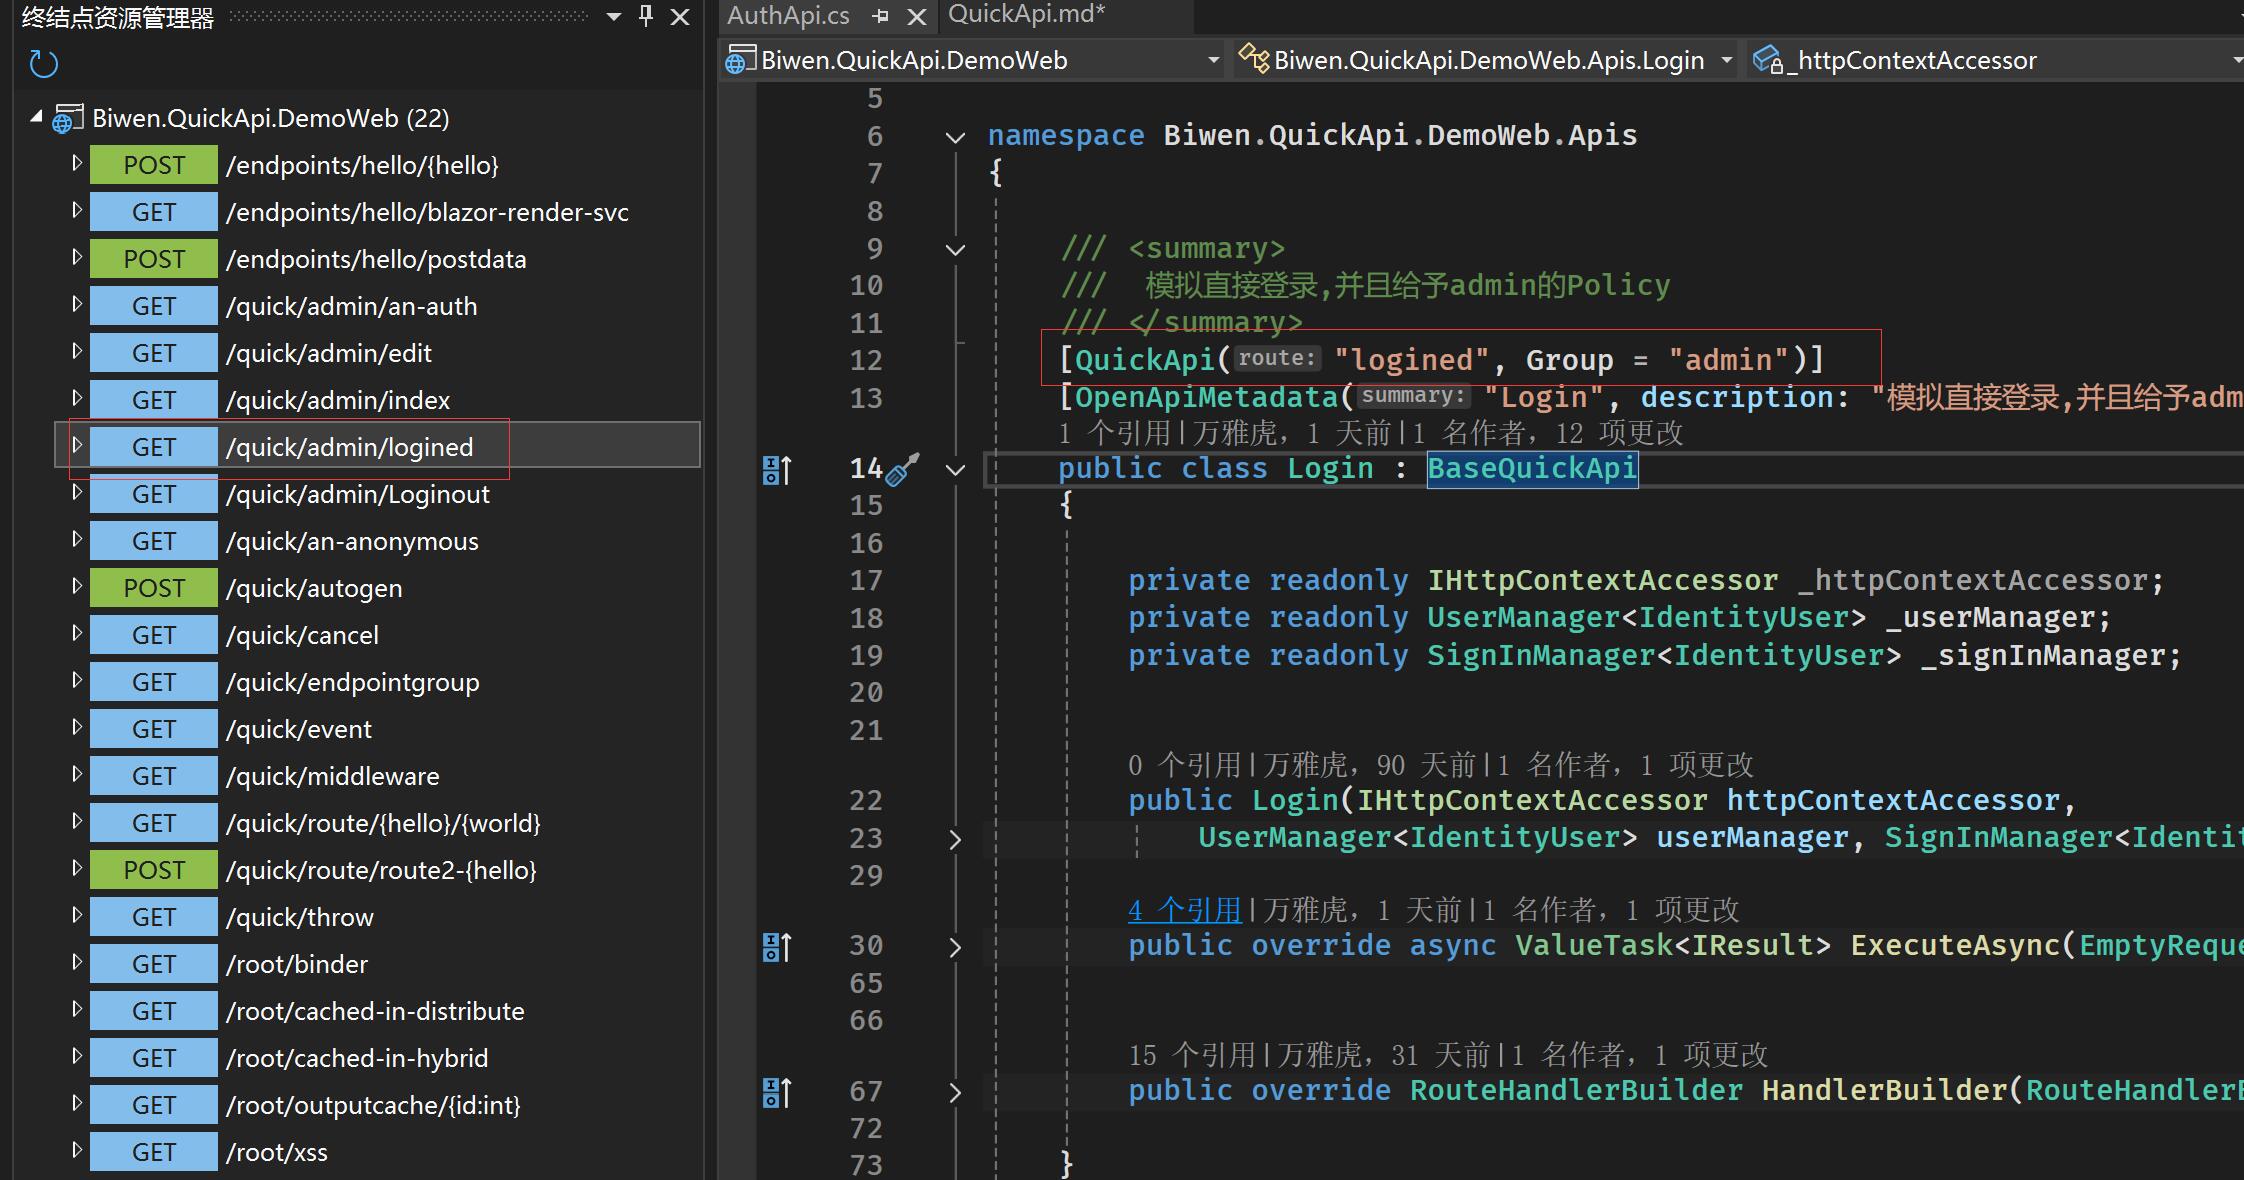 终结点资源管理器
Biwen.QuickApi.DemoWeb (22)
POST /endpoints/hello/{hello}
GET /endpoints/hello/blazor-render-svc
POST /endpoints/hello/postdata
GET /quick/admin/an-auth
GET /quick/admin/edit
GET /quick/admin/index
GET /quick/admin/logined
GET /quick/admin/Loginout
GET /quick/an-anonymous
POST /quick/autogen
GET /quick/cancel
GET /quick/endpointgroup
GET /quick/event
GET /quick/middleware
GET /quick/route/{hello}/{world}
POST /quick/route/route2-{hello}
GET /quick/throw
GET /root/binder
GET /root/cached-in-distribute
GET /root/cached-in-hybrid
GET /root/outputcache/{id:int}
GET /root/xss
AuthApi.cs QuickApi.md*
Biwen.QuickApi.DemoWeb Biwen.QuickApi.DemoWeb.Apis.Login _httpContextAccessor
5
6 namespace Biwen.QuickApi.DemoWeb.Apis
7 {
8
9 /// <summary>
10 /// 模拟直接登录,并且给予admin的Policy
11 /// </summary>
12 [QuickApi(route: "logined", Group = "admin")]
13 [OpenApiMetadata(summary: "Login", description: "模拟直接登录,并且给予adm
1 个引用|万雅虎，1 天前|1 名作者，12 项更改
14 public class Login : BaseQuickApi
15 {
16
17 private readonly IHttpContextAccessor _httpContextAccessor;
18 private readonly UserManager<IdentityUser> _userManager;
19 private readonly SignInManager<IdentityUser> _signInManager;
20
21
0 个引用|万雅虎，90 天前|1 名作者，1 项更改
22 public Login(IHttpContextAccessor httpContextAccessor,
23 UserManager<IdentityUser> userManager, SignInManager<Identit
29
4 个引用|万雅虎，1 天前|1 名作者，1 项更改
30 public override async ValueTask<IResult> ExecuteAsync(EmptyReque
65
66
15 个引用|万雅虎，31 天前|1 名作者，1 项更改
67 public override RouteHandlerBuilder HandlerBuilder(RouteHandlerB
72
73 }